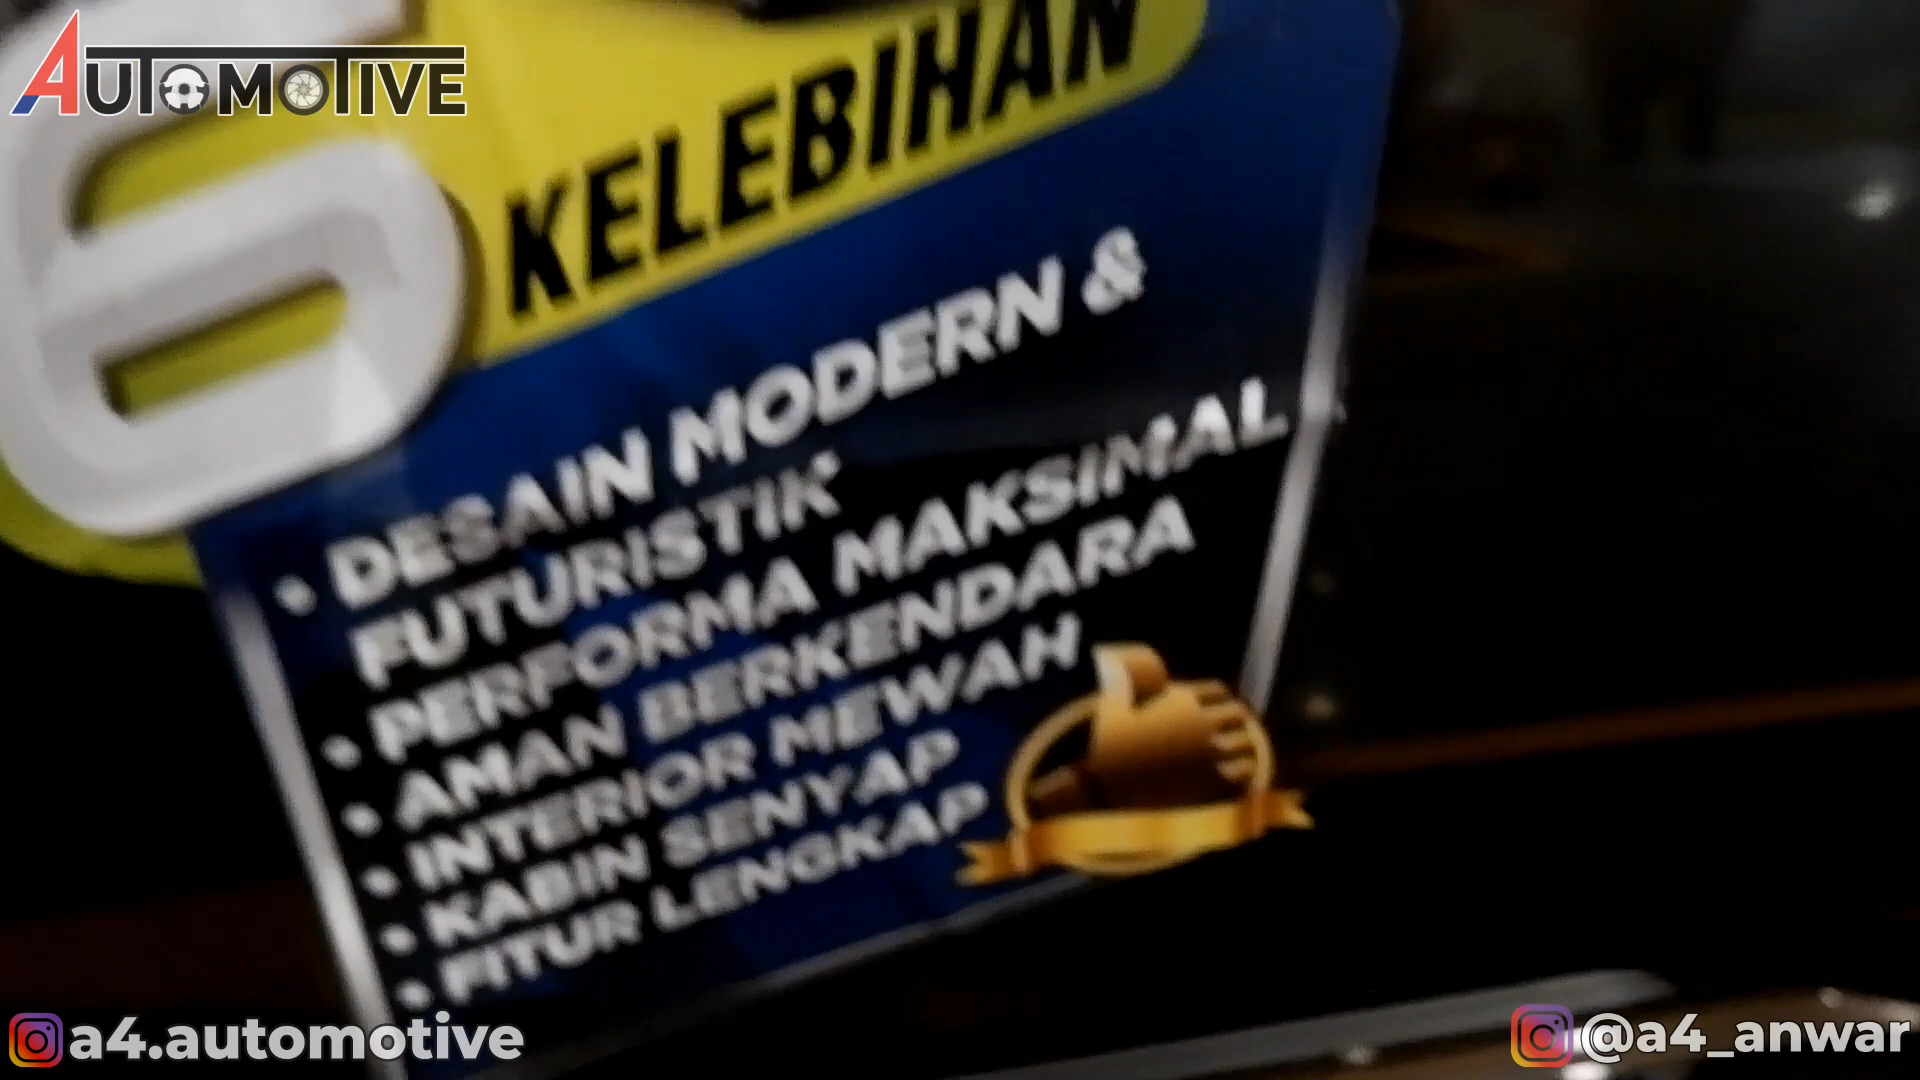 AUTOMOTIVE
6
KELEBIHAN
• DESAIN MODERN &
FUTURISTIK
• PERFORMA MAKSIMAL
• AMAN BERKENDARA
• INTERIOR MEWAH
• KABIN SENYAP
• FITUR LENGKAP
a4.automotive
@a4_anwar